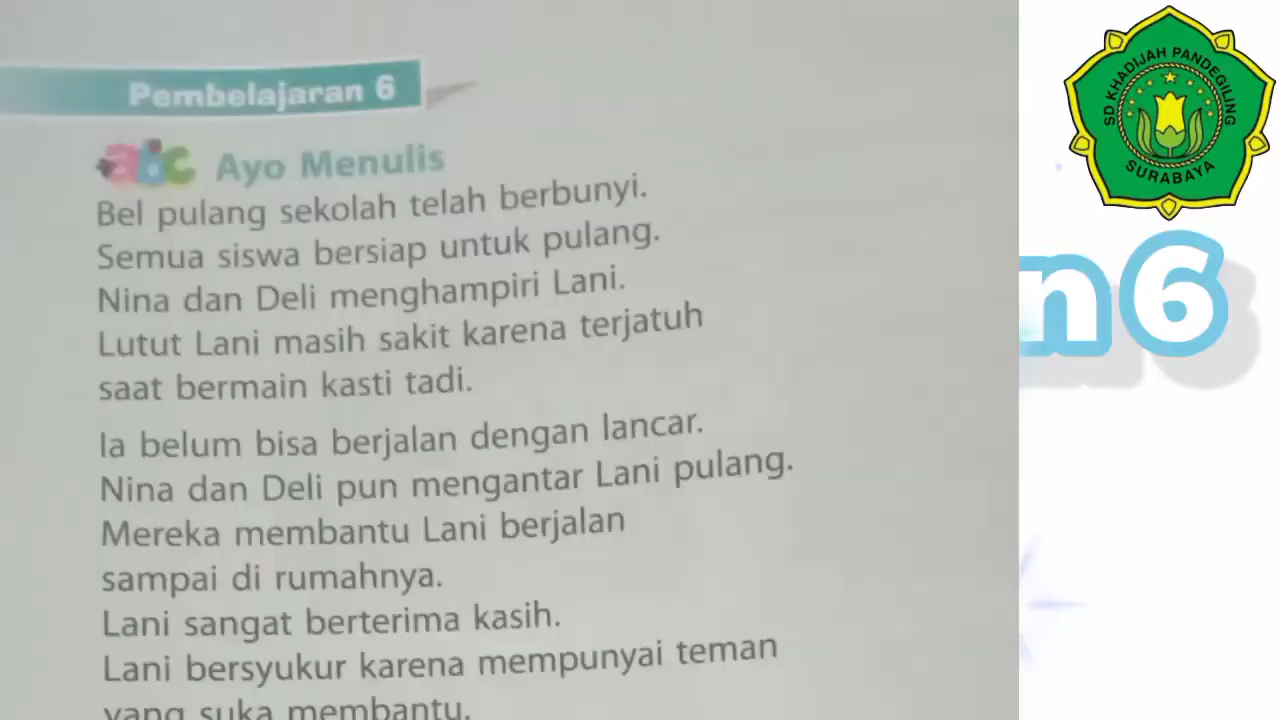 Pembelajaran 6
abc Ayo Menulis
Bel pulang sekolah telah berbunyi.
Semua siswa bersiap untuk pulang.
Nina dan Deli menghampiri Lani.
Lutut Lani masih sakit karena terjatuh
saat bermain kasti tadi.
Ia belum bisa berjalan dengan lancar.
Nina dan Deli pun mengantar Lani pulang.
Mereka membantu Lani berjalan
sampai di rumahnya.
Lani sangat berterima kasih.
Lani bersyukur karena mempunyai teman
yang suka membantu.
SD KHADIJAH PANDEGILING
SURABAYA
n 6